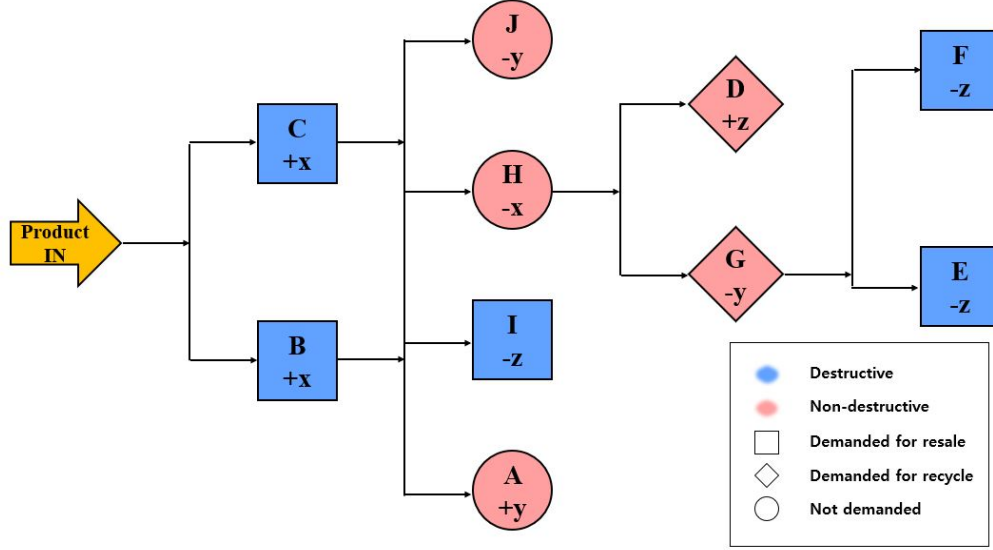 Product
IN
C
+x
B
+x
J
-y
H
-x
I
-z
A
+y
D
+z
G
-y
F
-z
E
-z
Destructive
Non-destructive
Demanded for resale
Demanded for recycle
Not demanded